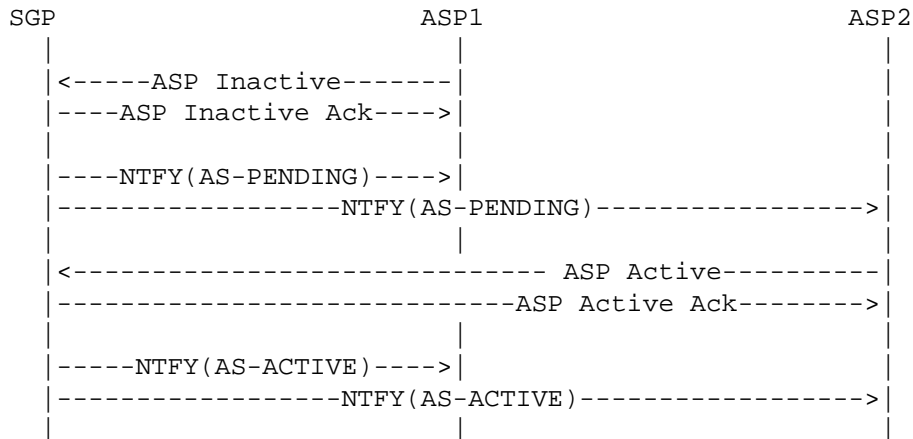 SGP ASP1 ASP2
<-----ASP Inactive-------|
|----ASP Inactive Ack---->|
|----NTFY(AS-PENDING)---->|
|------------------NTFY(AS-PENDING)----------------->|
|<------------------------------ ASP Active----------|
|-----------------------------ASP Active Ack-------->|
|-----NTFY(AS-ACTIVE)---->|
|------------------NTFY(AS-ACTIVE)------------------>|